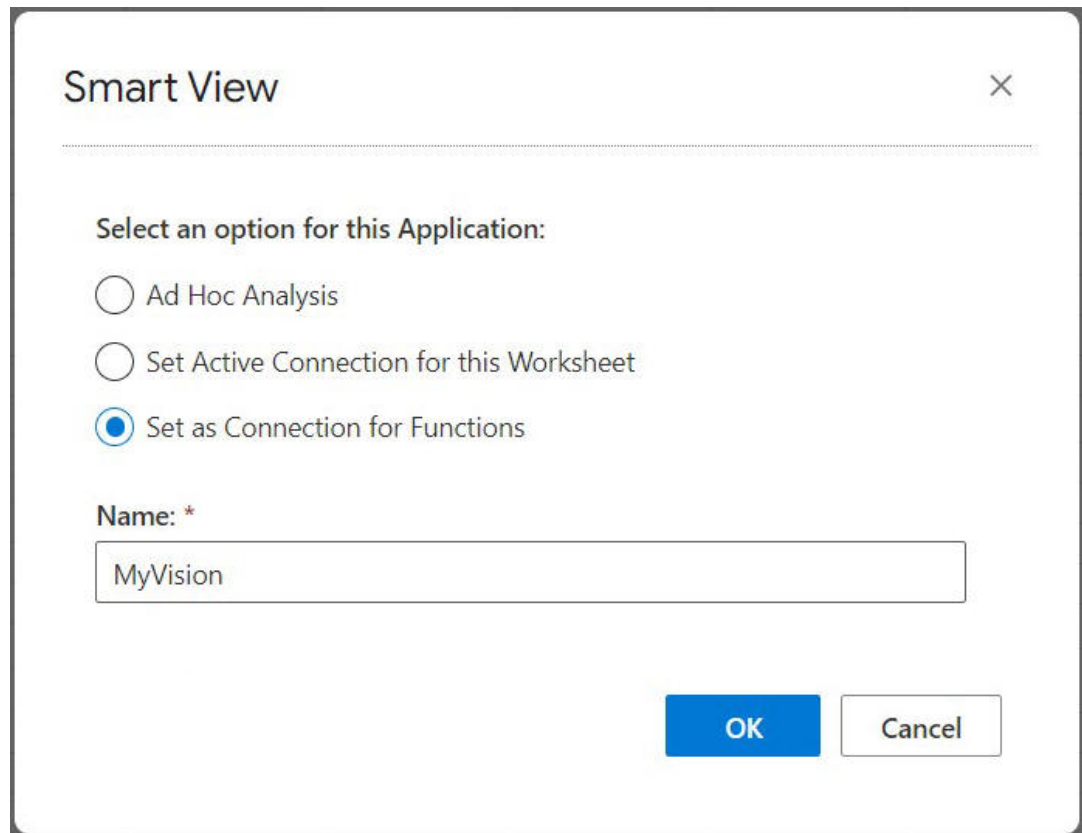 Smart View
Select an option for this Application:
Ad Hoc Analysis
Set Active Connection for this Worksheet
Set as Connection for Functions
Name: *
MyVision
OK Cancel